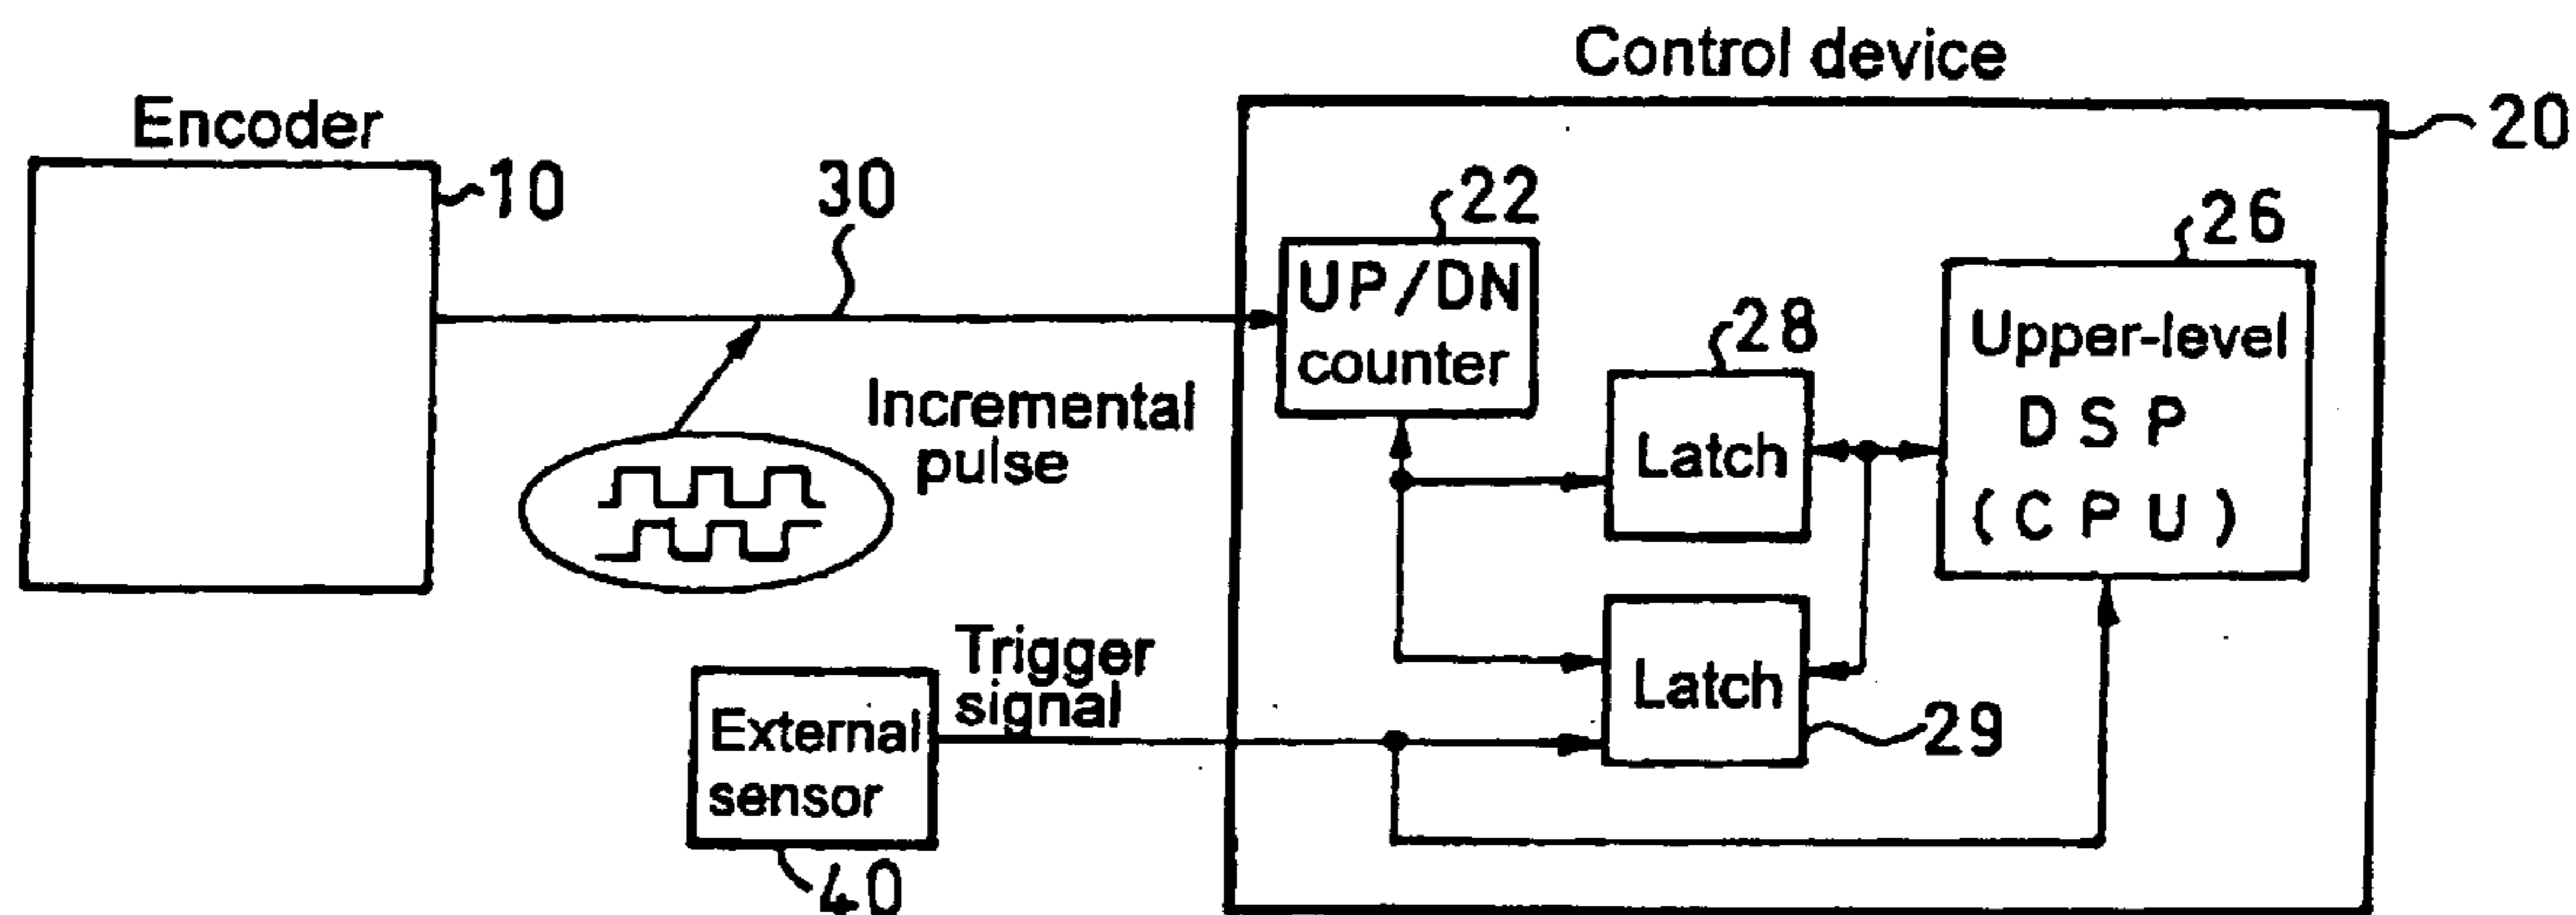 Control device
20
Encoder
10
30
22
26
UP/DN
counter
28
Upper-level
DSP
(CPU)
Latch
Incremental
pulse
Trigger
signal
Latch
29
External
sensor
40